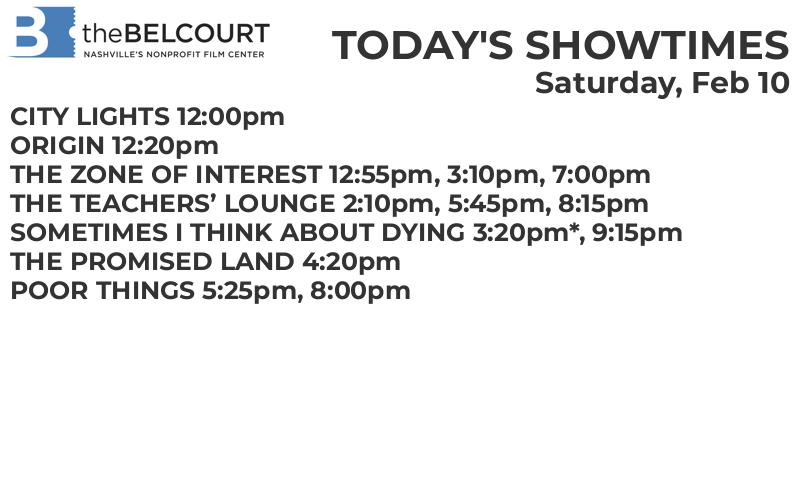 B theBELCOURT
NASHVILLE'S NONPROFIT FILM CENTER
TODAY'S SHOWTIMES
Saturday, Feb 10
CITY LIGHTS 12:00pm
ORIGIN 12:20pm
THE ZONE OF INTEREST 12:55pm, 3:10pm, 7:00pm
THE TEACHERS’ LOUNGE 2:10pm, 5:45pm, 8:15pm
SOMETIMES I THINK ABOUT DYING 3:20pm*, 9:15pm
THE PROMISED LAND 4:20pm
POOR THINGS 5:25pm, 8:00pm